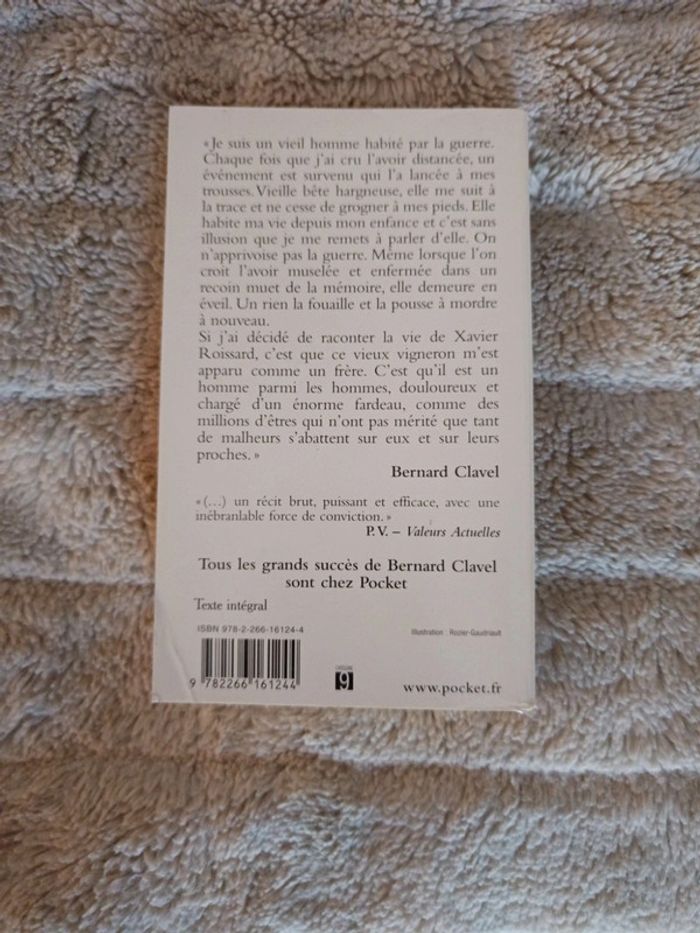 « Je suis un vieil homme habité par la guerre.
Chaque fois que j'ai cru l'avoir distancée, un
événement est survenu qui l'a lancée à mes
trousses. Vieille bête hargneuse, elle me suit à
la trace et ne cesse de grogner à mes pieds. Elle
habite ma vie depuis mon enfance et c'est sans
illusion que je me remets à parler d'elle. On
n'apprivoise pas la guerre. Même lorsque l'on
croit l'avoir muselée et enfermée dans un
recoin muet de la mémoire, elle demeure en
éveil. Un rien la fouaille et la pousse à mordre
à nouveau.
Si j'ai décidé de raconter la vie de Xavier
Roissard, c'est que ce vieux vigneron m'est
apparu comme un frère. C'est qu'il est un
homme parmi les hommes, douloureux et
chargé d'un énorme fardeau, comme des
millions d'êtres qui n'ont pas mérité que tant
de malheurs s'abattent sur eux et sur leurs
proches. »
Bernard Clavel
« (...) un récit brut, puissant et efficace, avec une
inébranlable force de conviction. »
P.V. – Valeurs Actuelles
Tous les grands succès de Bernard Clavel
sont chez Pocket
Texte intégral
ISBN 978-2-266-16124-4
Illustration : Rozier-Gaudriault
9 782266 161244
CATÉGORIE
9
www.pocket.fr